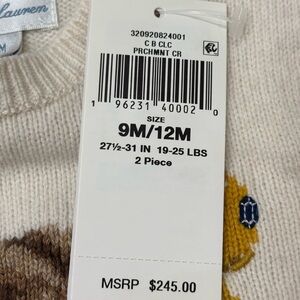 Lauren
M
320920824001
C B CLC
PRCHMNT CR
1 96231 40002 0
SIZE
9M/12M
27½-31 IN 19-25 LBS
2 Piece
MSRP $245.00